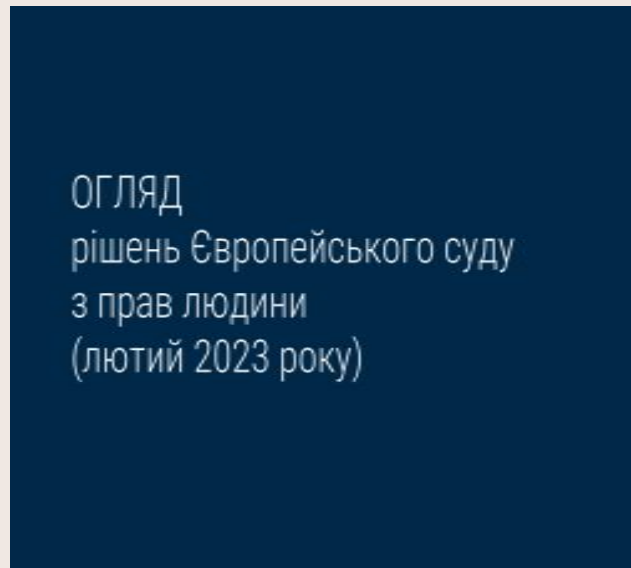 ОГЛЯД
рішень Європейського суду
з прав людини
(лютий 2023 року)